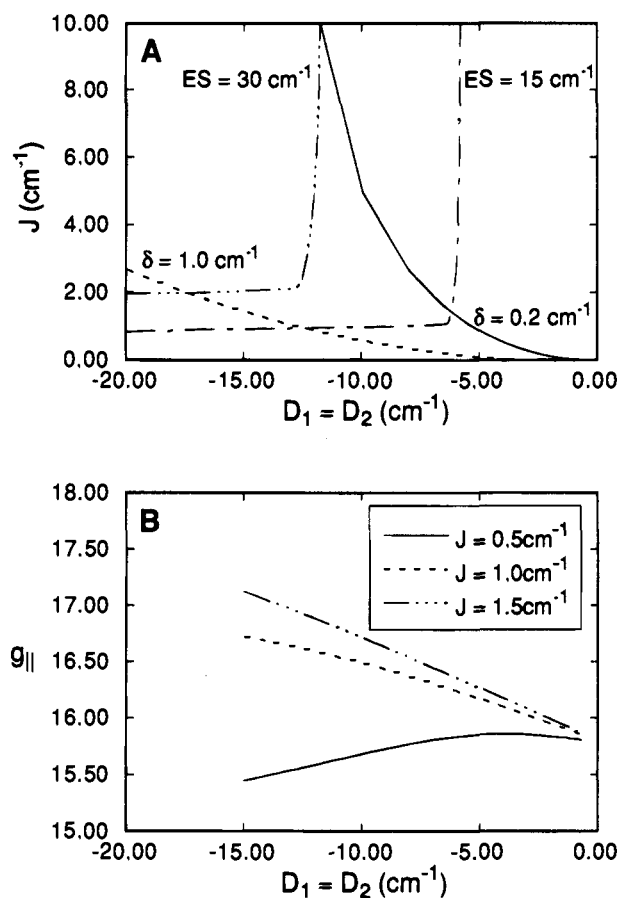 A
10.00
8.00
6.00
4.00
2.00
0.00
J (cm⁻¹)
ES = 30 cm⁻¹
ES = 15 cm⁻¹
δ = 1.0 cm⁻¹
δ = 0.2 cm⁻¹
-20.00 -15.00 -10.00 -5.00 0.00
D₁ = D₂ (cm⁻¹)
B
18.00
17.50
17.00
16.50
16.00
15.50
15.00
g||
J = 0.5cm⁻¹
J = 1.0cm⁻¹
J = 1.5cm⁻¹
-20.00 -15.00 -10.00 -5.00 0.00
D₁ = D₂ (cm⁻¹)